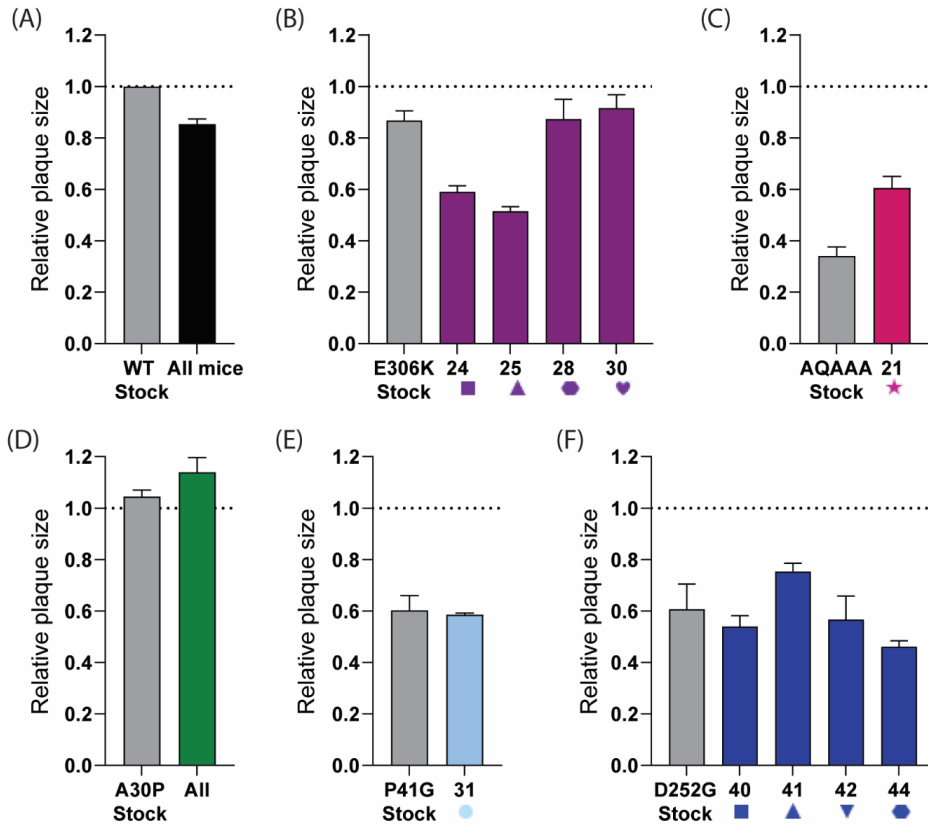 (A)
Relative plaque size
1.2
1.0
0.8
0.6
0.4
0.2
0.0
WT All mice
Stock
(B)
Relative plaque size
1.2
1.0
0.8
0.6
0.4
0.2
0.0
E306K 24 25 28 30
Stock
(C)
Relative plaque size
1.2
1.0
0.8
0.6
0.4
0.2
0.0
AQAAA 21
Stock
(D)
Relative plaque size
1.2
1.0
0.8
0.6
0.4
0.2
0.0
A30P All
Stock
(E)
Relative plaque size
1.2
1.0
0.8
0.6
0.4
0.2
0.0
P41G 31
Stock
(F)
Relative plaque size
1.2
1.0
0.8
0.6
0.4
0.2
0.0
D252G 40 41 42 44
Stock